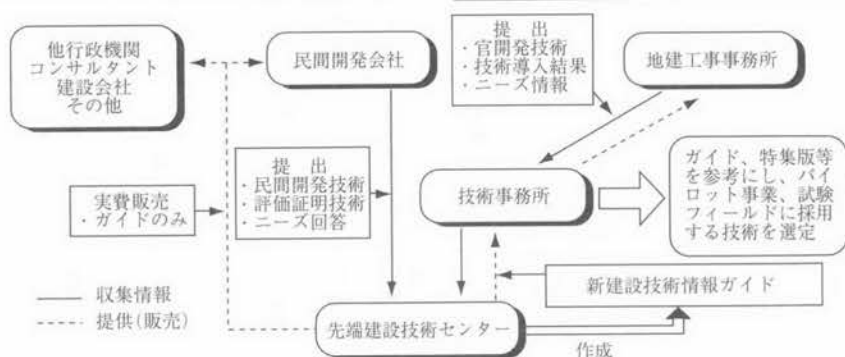 他行政機関
コンサルタント
建設会社
その他
民間開発会社
提 出
・官開発技術
・技術導入結果
・ニーズ情報
地建工事事務所
実費販売
・ガイドのみ
提 出
・民間開発技術
・評価証明技術
・ニーズ回答
技術事務所
ガイド、特集版等
を参考にし、パイ
ロット事業、試験
フィールドに採用
する技術を選定
新建設技術情報ガイド
収集情報
提供(販売)
先端建設技術センター
作成